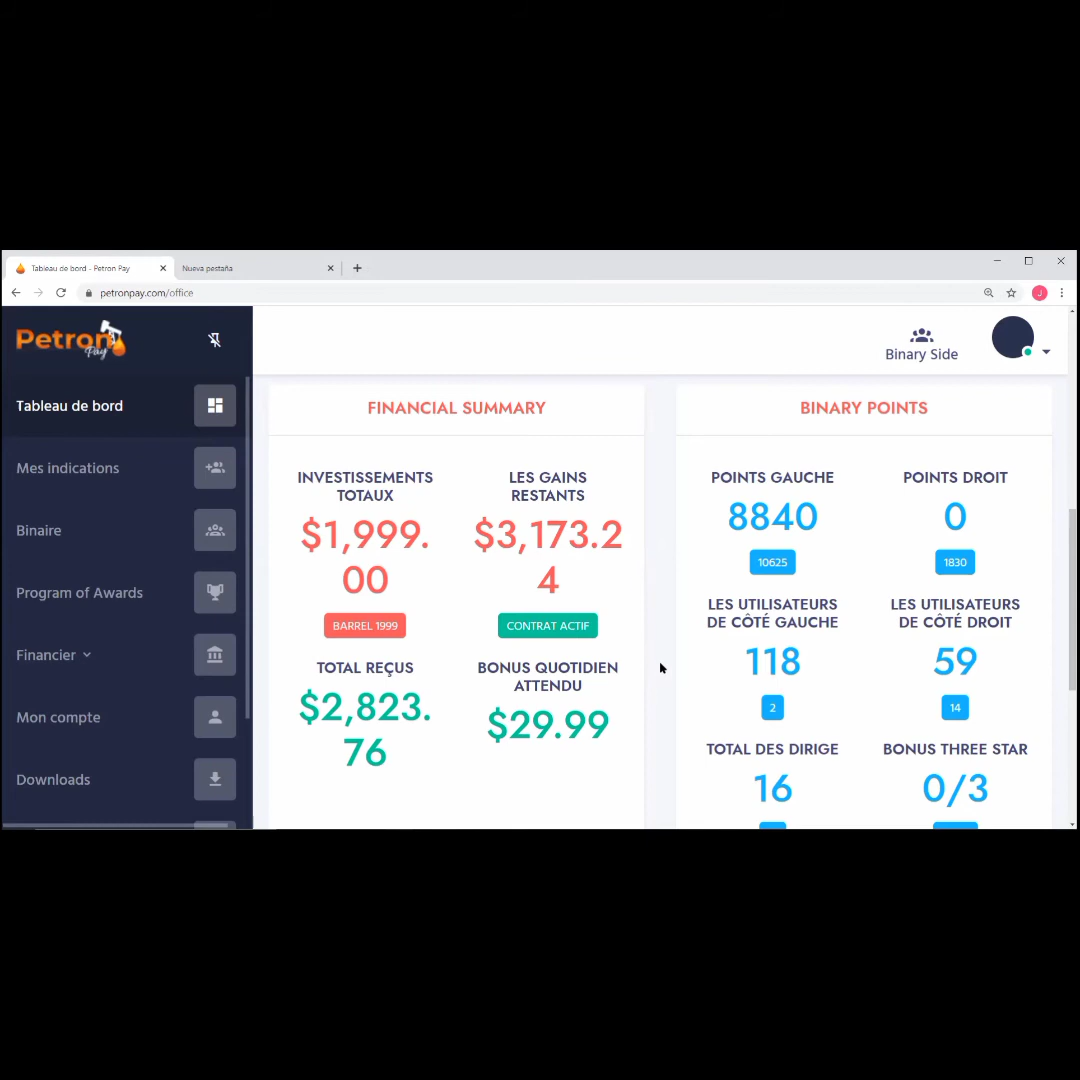 Tableau de bord - Petron Pay
Nueva pestaña
petronpay.com/office
J
Petron
Pay
Binary Side
Tableau de bord
Mes indications
Binaire
Program of Awards
Financier
Mon compte
Downloads
FINANCIAL SUMMARY
INVESTISSEMENTS
TOTAUX
$1,999.
00
BARREL 1999
LES GAINS
RESTANTS
$3,173.2
4
CONTRAT ACTIF
TOTAL REÇUS
$2,823.
76
BONUS QUOTIDIEN
ATTENDU
$29.99
BINARY POINTS
POINTS GAUCHE
8840
10625
POINTS DROIT
0
1830
LES UTILISATEURS
DE CÔTÉ GAUCHE
118
2
LES UTILISATEURS
DE CÔTÉ DROIT
59
14
TOTAL DES DIRIGE
16
BONUS THREE STAR
0/3